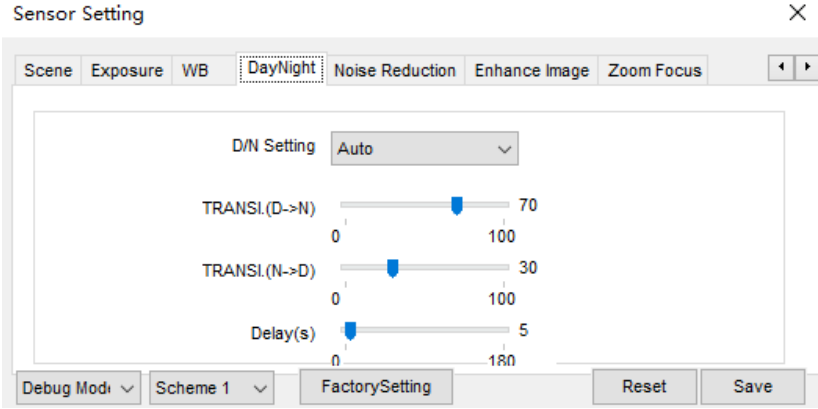 Sensor Setting
Scene Exposure WB DayNight Noise Reduction Enhance Image Zoom Focus
D/N Setting Auto
TRANSI.(D->N) 70
0 100
TRANSI.(N->D) 30
0 100
Delay(s) 5
0 180
Debug Mod Scheme 1 FactorySetting Reset Save